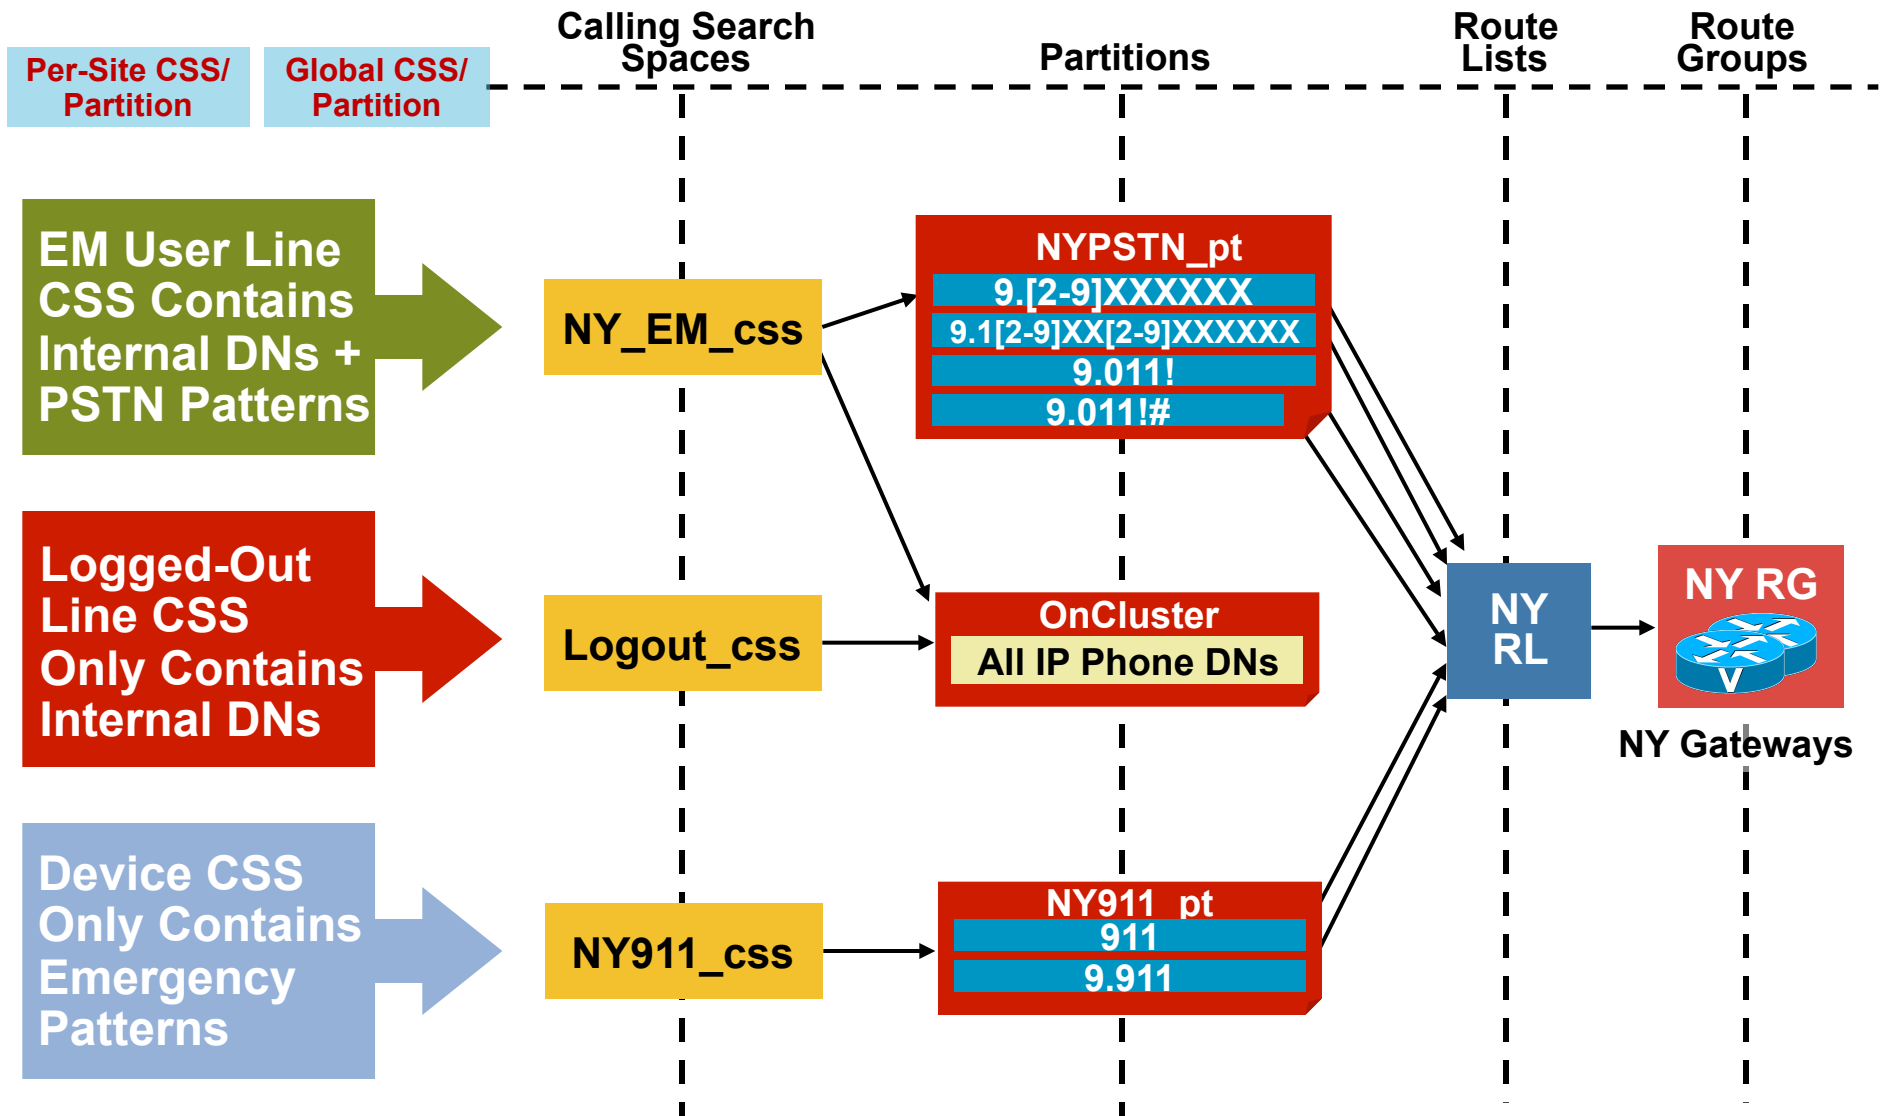 Calling Search
Spaces
Partitions
Route
Lists
Route
Groups
Per-Site CSS/
Partition
Global CSS/
Partition
EM User Line
CSS Contains
Internal DNs +
PSTN Patterns
NY_EM_css
NYPSTN_pt
9.[2-9]XXXXXX
9.1[2-9]XX[2-9]XXXXXX
9.011!
9.011!#
Logged-Out
Line CSS
Only Contains
Internal DNs
Logout_css
OnCluster
All IP Phone DNs
NY
RL
NY RG
V
NY Gateways
Device CSS
Only Contains
Emergency
Patterns
NY911_css
NY911_pt
911
9.911